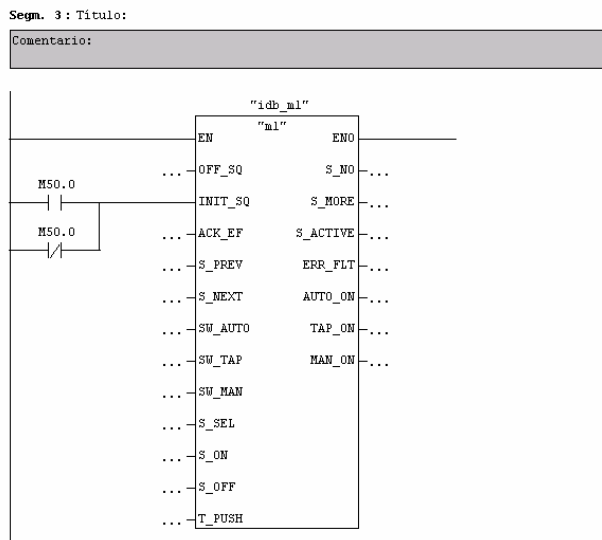 Segm. 3: Título:
Comentario:
"idb_m1"
"m1"
EN ENO
... OFF_SQ S_NO ...
M50.0
INIT_SQ S_MORE ...
M50.0
... ACK_EF S_ACTIVE ...
... S_PREV ERR_FLT ...
... S_NEXT AUTO_ON ...
... SW_AUTO TAP_ON ...
... SW_TAP MAN_ON ...
... SW_MAN
... S_SEL
... S_ON
... S_OFF
... T_PUSH